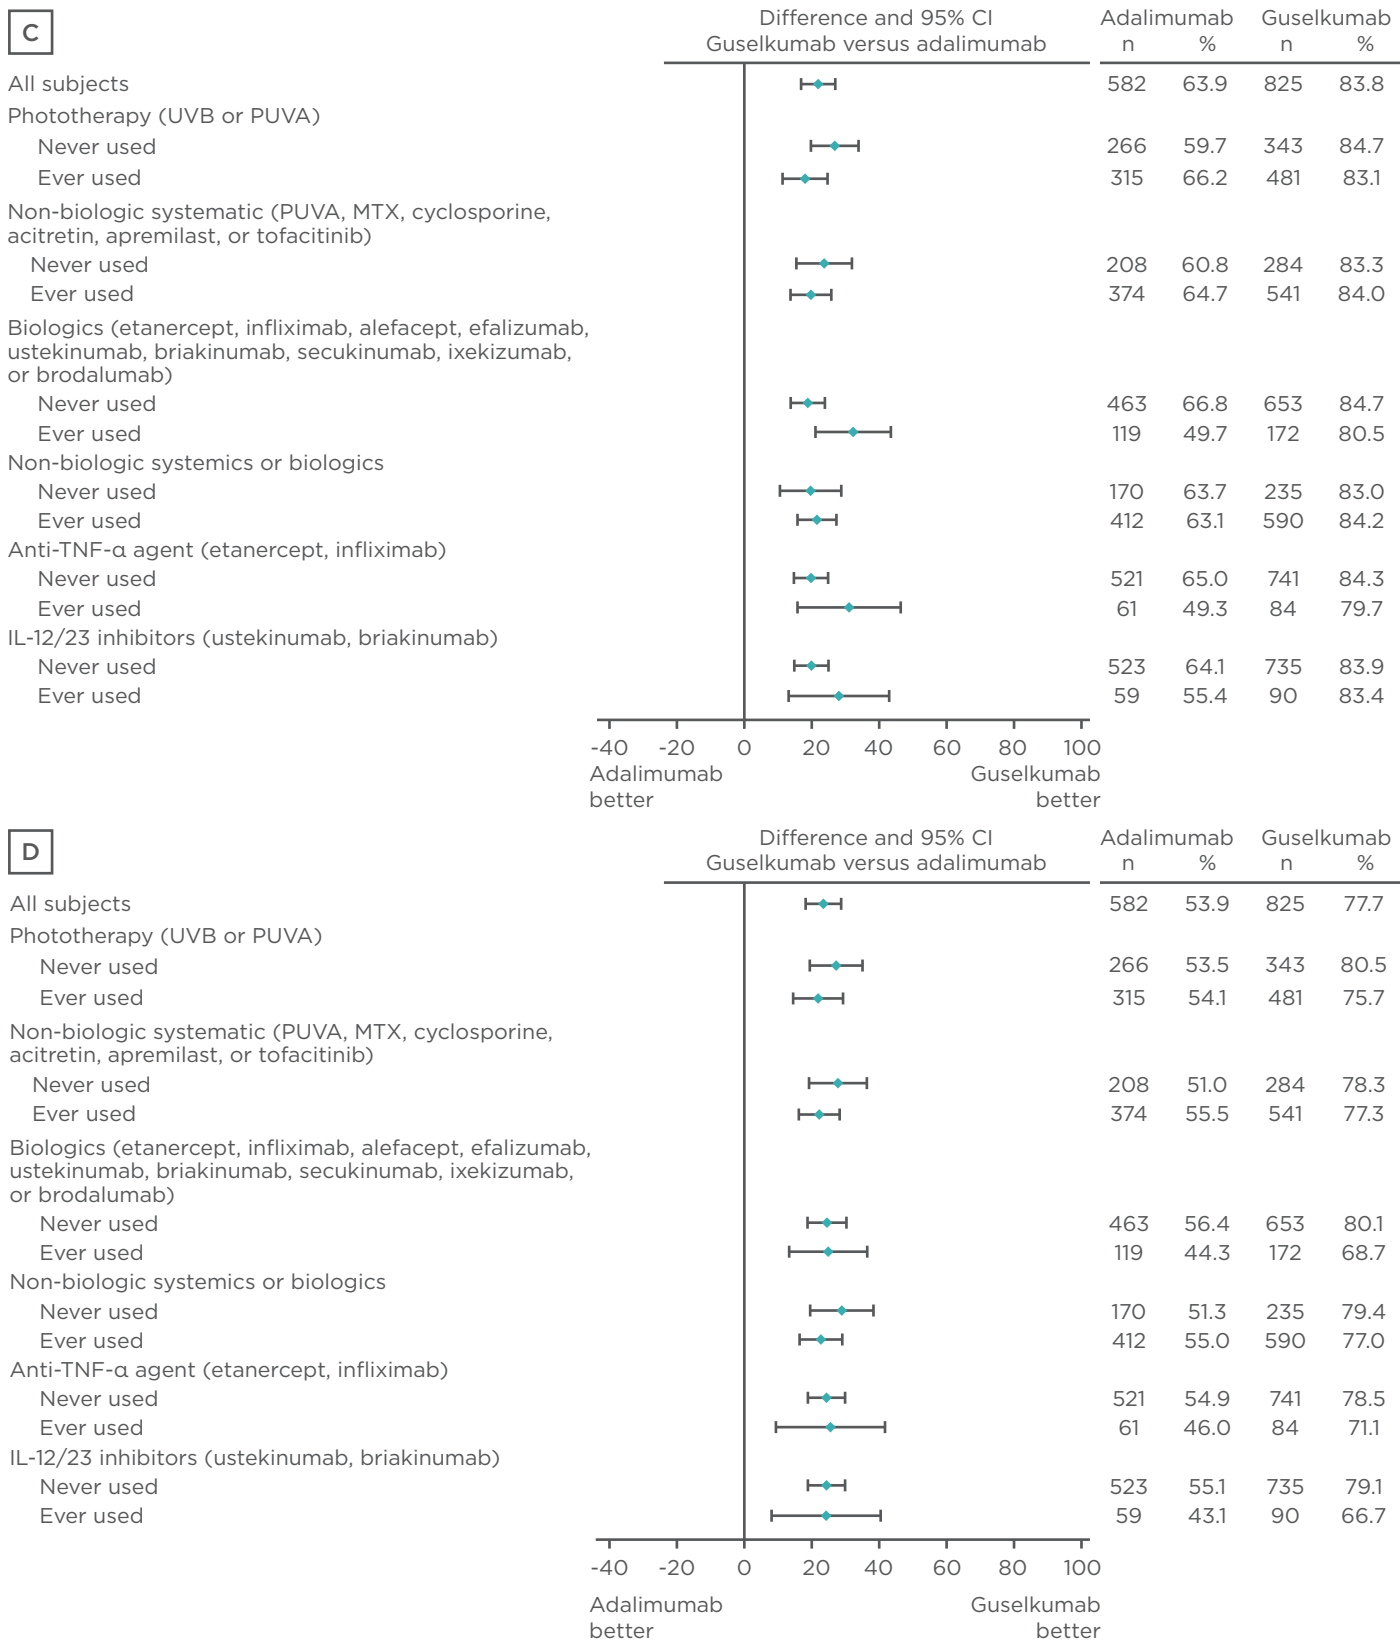 C
Difference and 95% CI Adalimumab Guselkumab
Guselkumab versus adalimumab n % n %
All subjects 582 63.9 825 83.8
Phototherapy (UVB or PUVA)
Never used 266 59.7 343 84.7
Ever used 315 66.2 481 83.1
Non-biologic systematic (PUVA, MTX, cyclosporine,
acitretin, apremilast, or tofacitinib)
Never used 208 60.8 284 83.3
Ever used 374 64.7 541 84.0
Biologics (etanercept, infliximab, alefacept, efalizumab,
ustekinumab, briakinumab, secukinumab, ixekizumab,
or brodalumab)
Never used 463 66.8 653 84.7
Ever used 119 49.7 172 80.5
Non-biologic systemics or biologics
Never used 170 63.7 235 83.0
Ever used 412 63.1 590 84.2
Anti-TNF-α agent (etanercept, infliximab)
Never used 521 65.0 741 84.3
Ever used 61 49.3 84 79.7
IL-12/23 inhibitors (ustekinumab, briakinumab)
Never used 523 64.1 735 83.9
Ever used 59 55.4 90 83.4
-40 -20 0 20 40 60 80 100
Adalimumab Guselkumab
better better
D
Difference and 95% CI Adalimumab Guselkumab
Guselkumab versus adalimumab n % n %
All subjects 582 53.9 825 77.7
Phototherapy (UVB or PUVA)
Never used 266 53.5 343 80.5
Ever used 315 54.1 481 75.7
Non-biologic systematic (PUVA, MTX, cyclosporine,
acitretin, apremilast, or tofacitinib)
Never used 208 51.0 284 78.3
Ever used 374 55.5 541 77.3
Biologics (etanercept, infliximab, alefacept, efalizumab,
ustekinumab, briakinumab, secukinumab, ixekizumab,
or brodalumab)
Never used 463 56.4 653 80.1
Ever used 119 44.3 172 68.7
Non-biologic systemics or biologics
Never used 170 51.3 235 79.4
Ever used 412 55.0 590 77.0
Anti-TNF-α agent (etanercept, infliximab)
Never used 521 54.9 741 78.5
Ever used 61 46.0 84 71.1
IL-12/23 inhibitors (ustekinumab, briakinumab)
Never used 523 55.1 735 79.1
Ever used 59 43.1 90 66.7
-40 -20 0 20 40 60 80 100
Adalimumab Guselkumab
better better